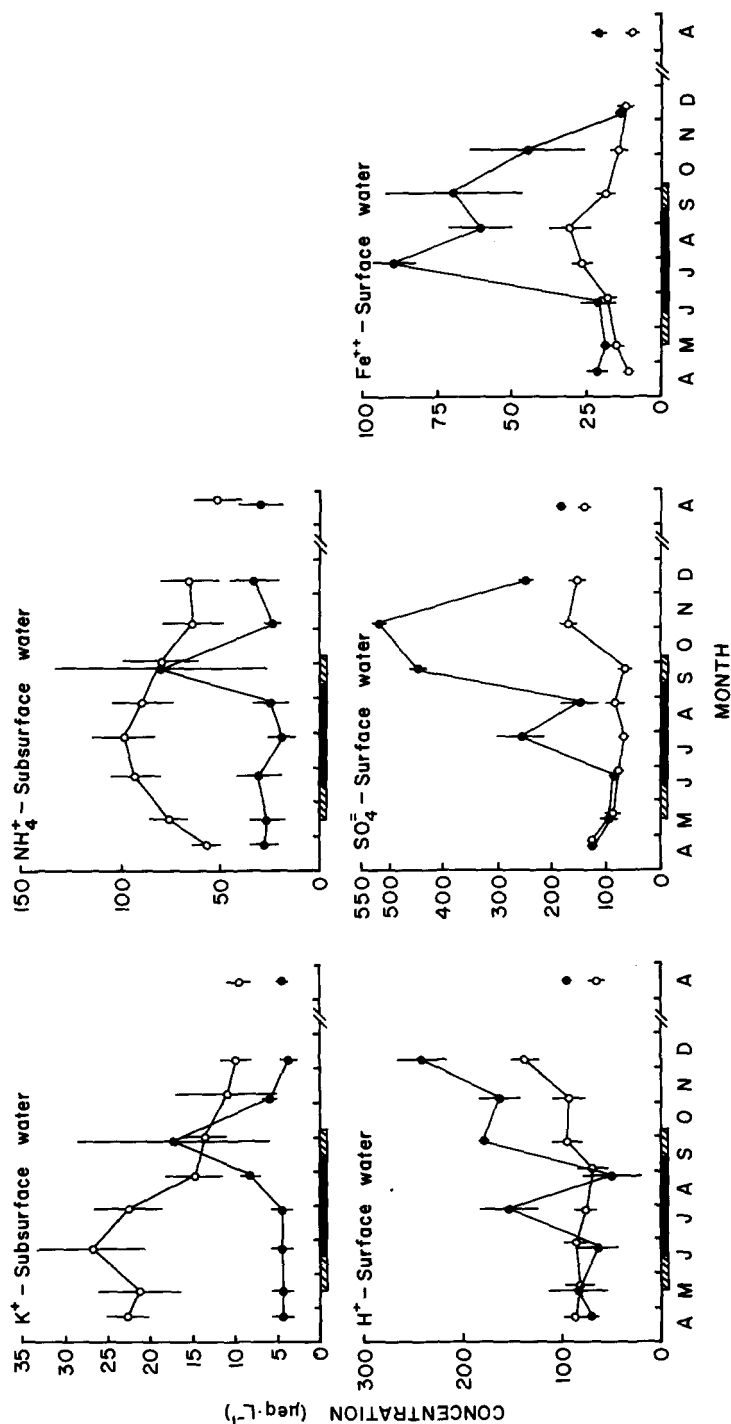 K⁺ – Subsurface water
35
30
25
20
15
10
5
0
NH₄⁺ – Subsurface water
150
100
50
0
H⁺ – Surface water
300
200
100
0
A M J J A S O N D A
SO₄⁼ – Surface water
550
500
400
300
200
100
0
A M J J A S O N D A
Fe⁺⁺ – Surface water
100
75
50
25
0
A M J J A S O N D A
CONCENTRATION (µeq·L⁻¹)
MONTH